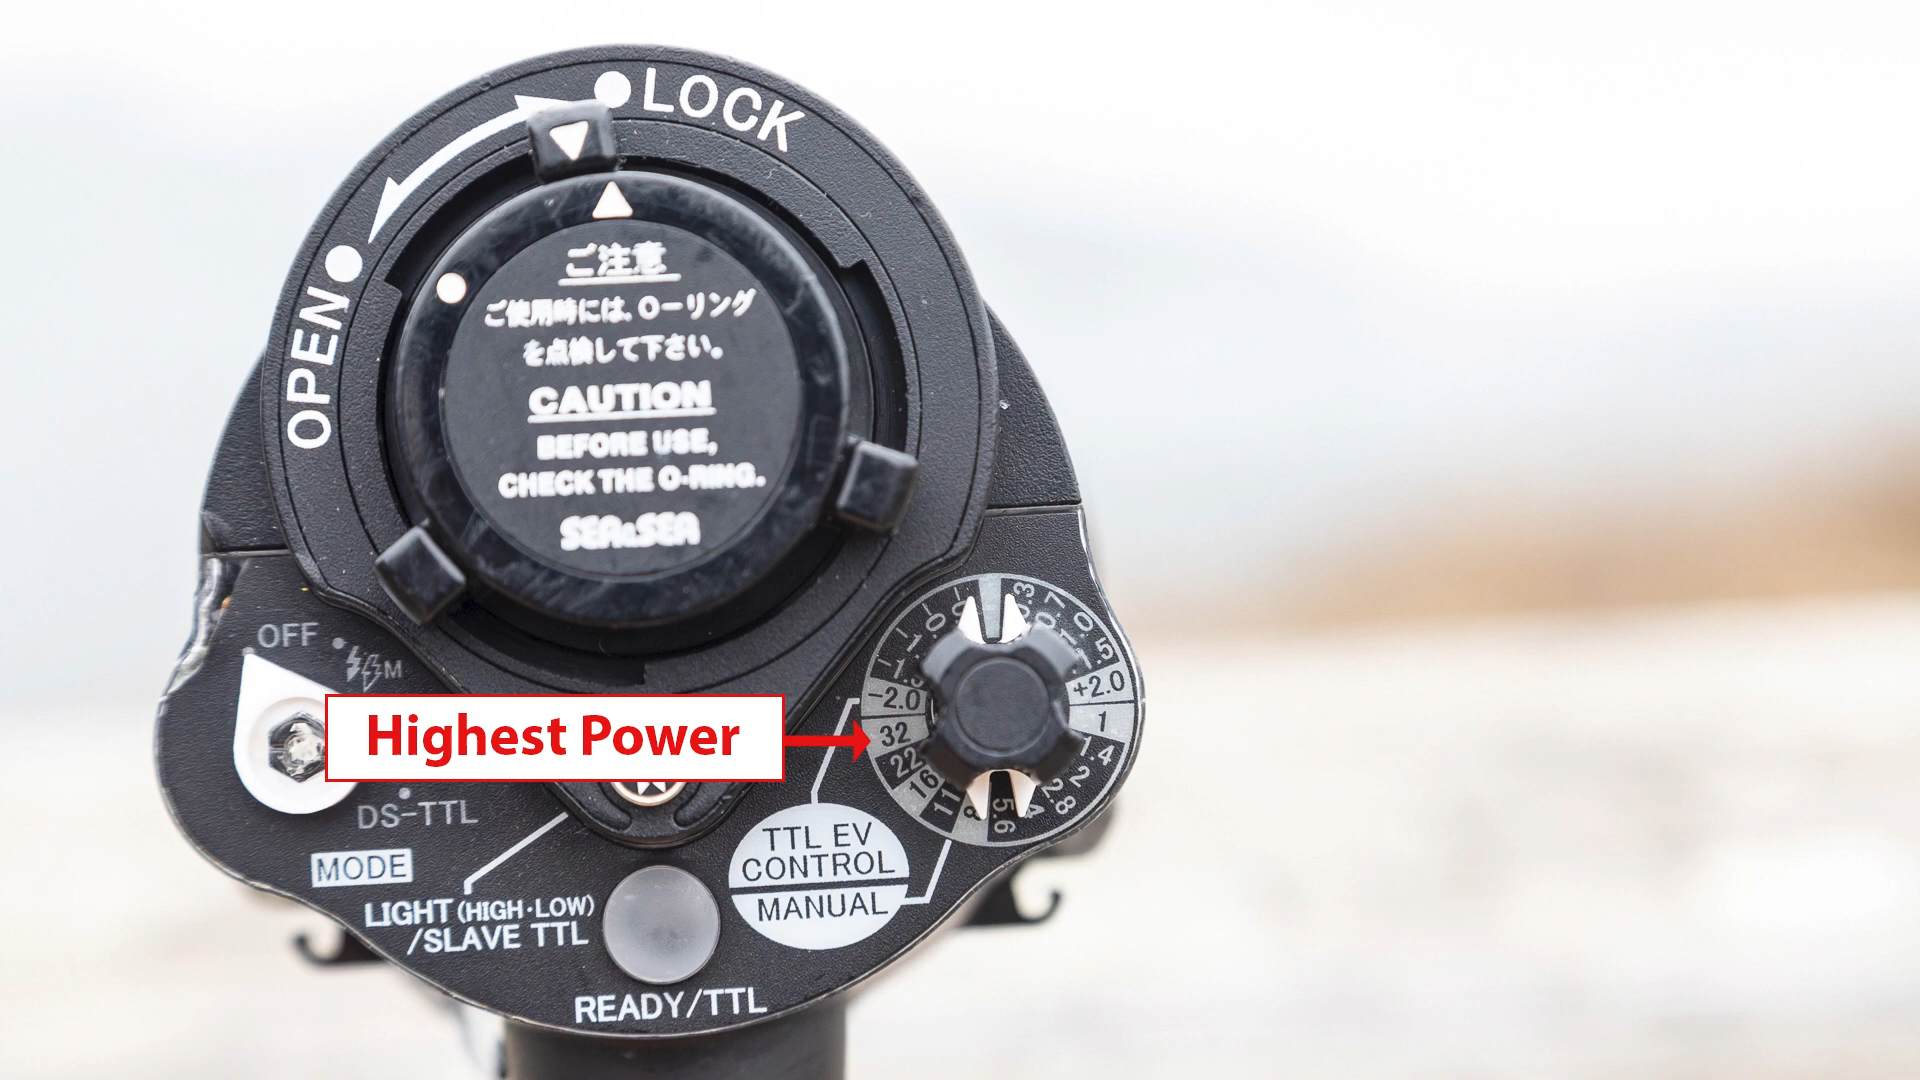 LOCK
OPEN
ご注意
ご使用時には、Oーリング
を点検して下さい。
CAUTION
BEFORE USE,
CHECK THE O-RING.
SEA&SEA
OFF
M
Highest Power
DS-TTL
MODE
LIGHT (HIGH・LOW)
/SLAVE TTL
READY/TTL
TTL EV
CONTROL
MANUAL
-2.0
+2.0
32
22
16
11
8
5.6
4
2.8
2
1.4
1